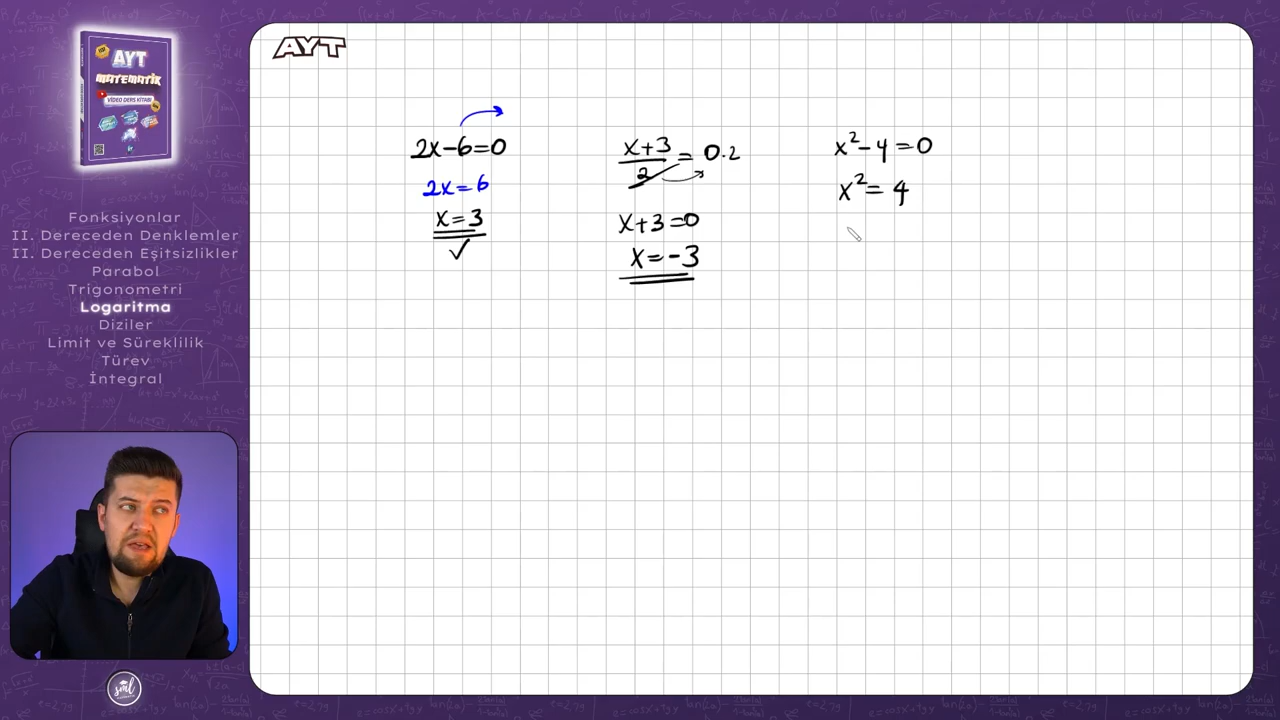 AYT
MATEMATİK
VİDEO DERS KİTABI
Fonksiyonlar
II. Dereceden Denklemler
II. Dereceden Eşitsizlikler
Parabol
Trigonometri
Logaritma
Diziler
Limit ve Süreklilik
Türev
İntegral
sml
AYT
2x-6=0
2x=6
x=3
✓
x+3/2 = 0.2
x+3=0
x=-3
x²-4=0
x²=4